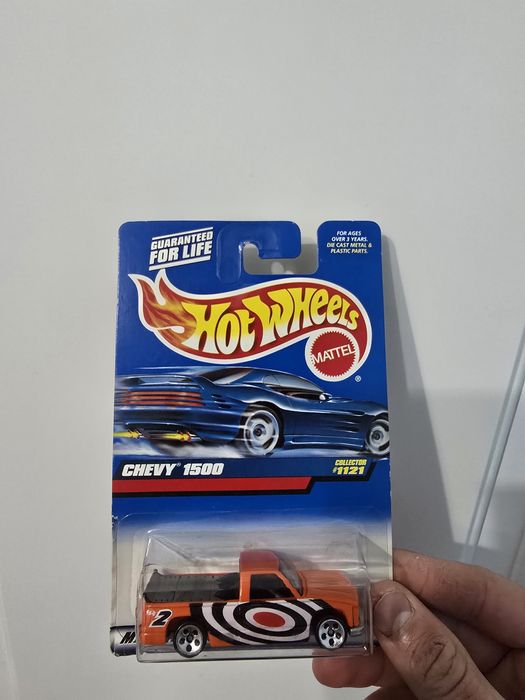 GUARANTEED
FOR LIFE
FOR AGES
OVER 3 YEARS.
DIE CAST METAL &
PLASTIC PARTS.
HOT WHEELS
MATTEL
®
CHEVY® 1500
COLLECTOR
#1121
2